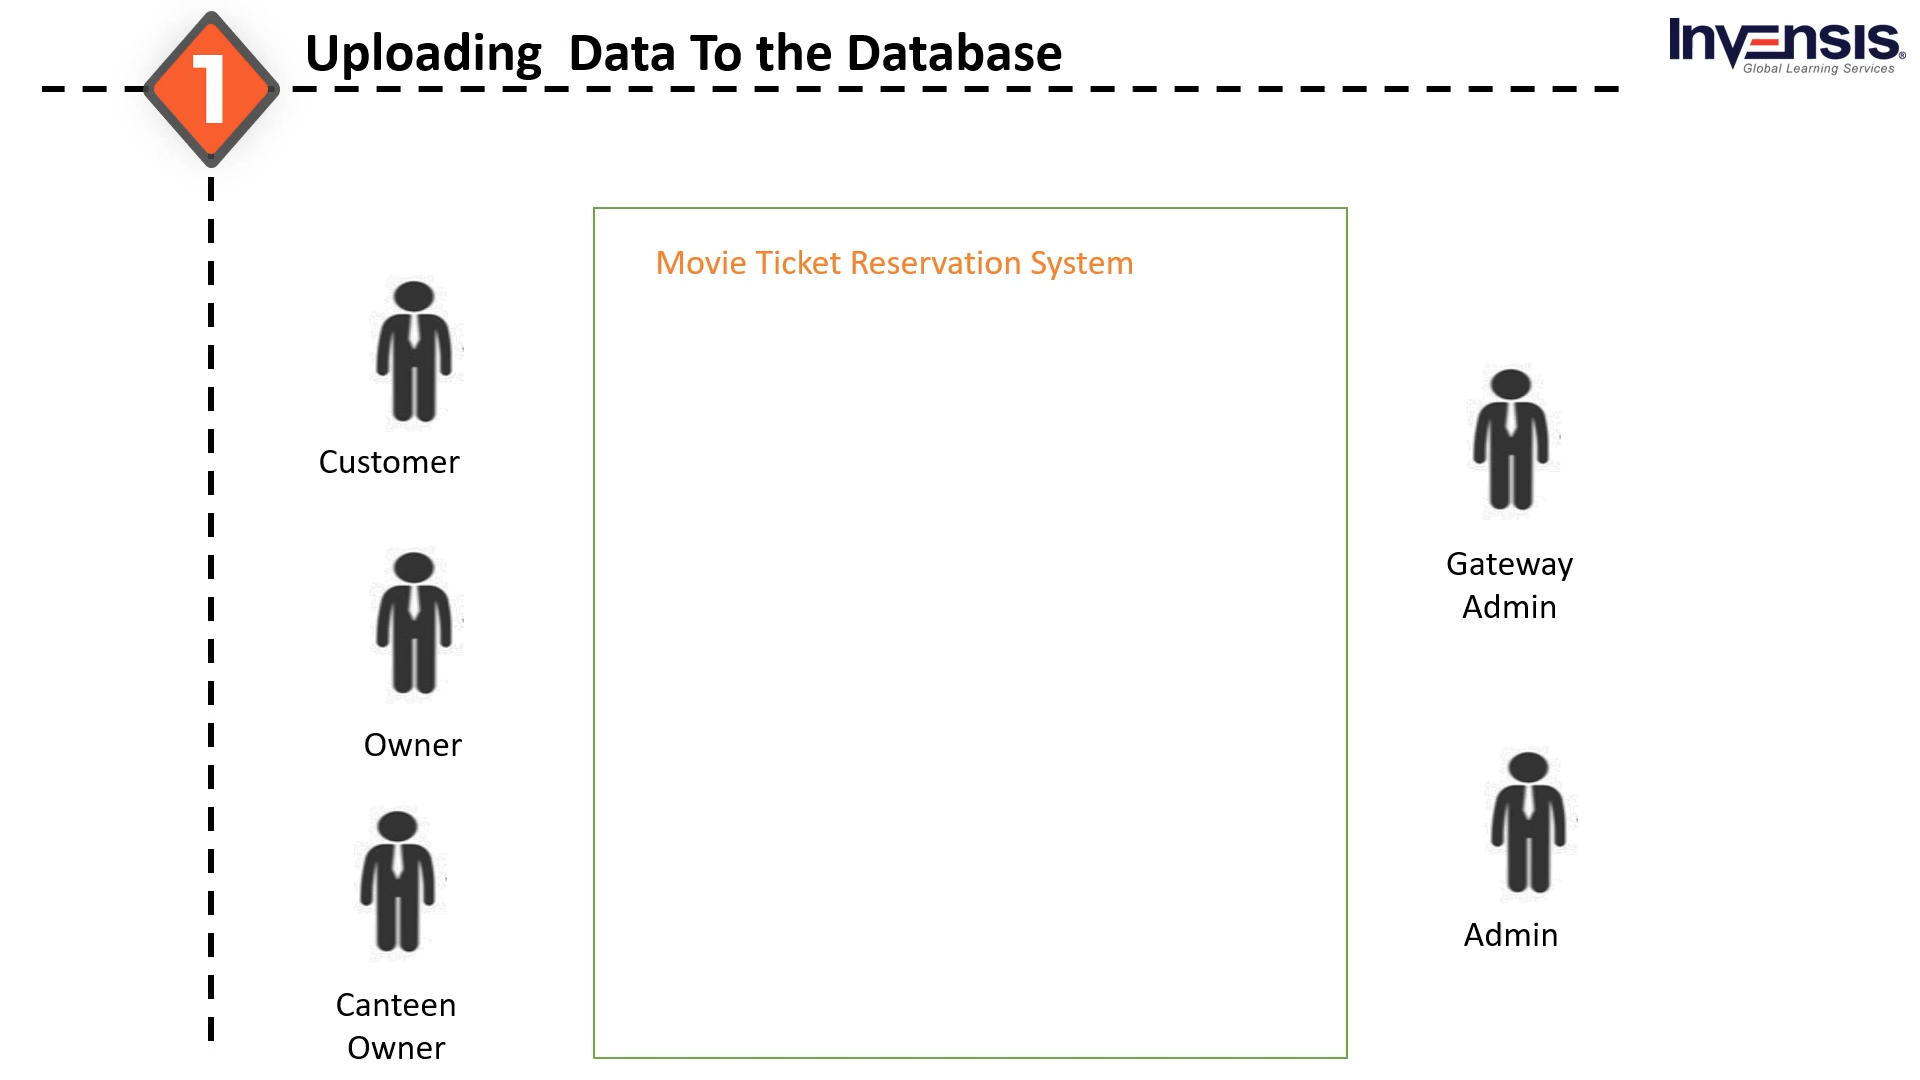 1
Uploading  Data To the Database
Invensis®
Global Learning Services
Movie Ticket Reservation System
Customer
Gateway
Admin
Owner
Admin
Canteen
Owner